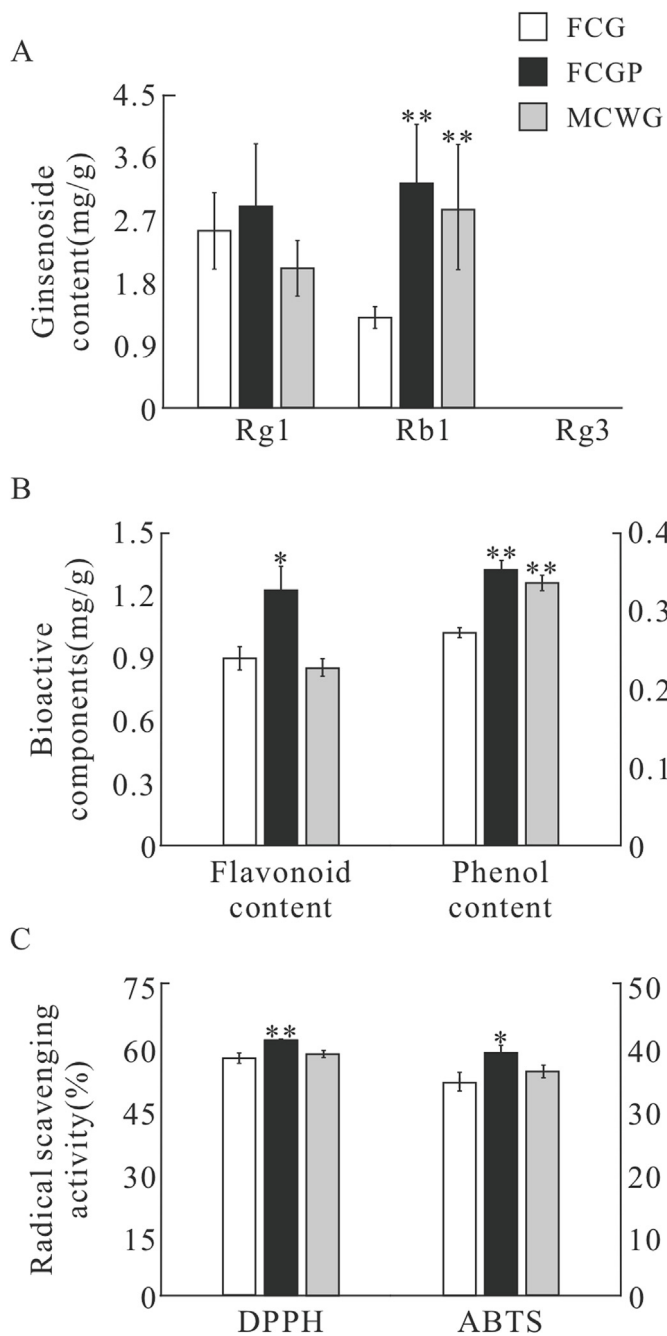 FCG
A
FCGP
4.5
MCWG
** **
3.6
2.7
1.8
0.9
0
Ginsenoside
content(mg/g)
Rg1 Rb1 Rg3
B
1.5 0.4
* ** **
1.2
0.3
0.9
0.2
0.6
0.3 0.1
0 0
Bioactive
components(mg/g)
Flavonoid Phenol
content content
C
75 50
** *
60 40
45 30
30 20
15 10
0 0
Radical scavenging
activity(%)
DPPH ABTS